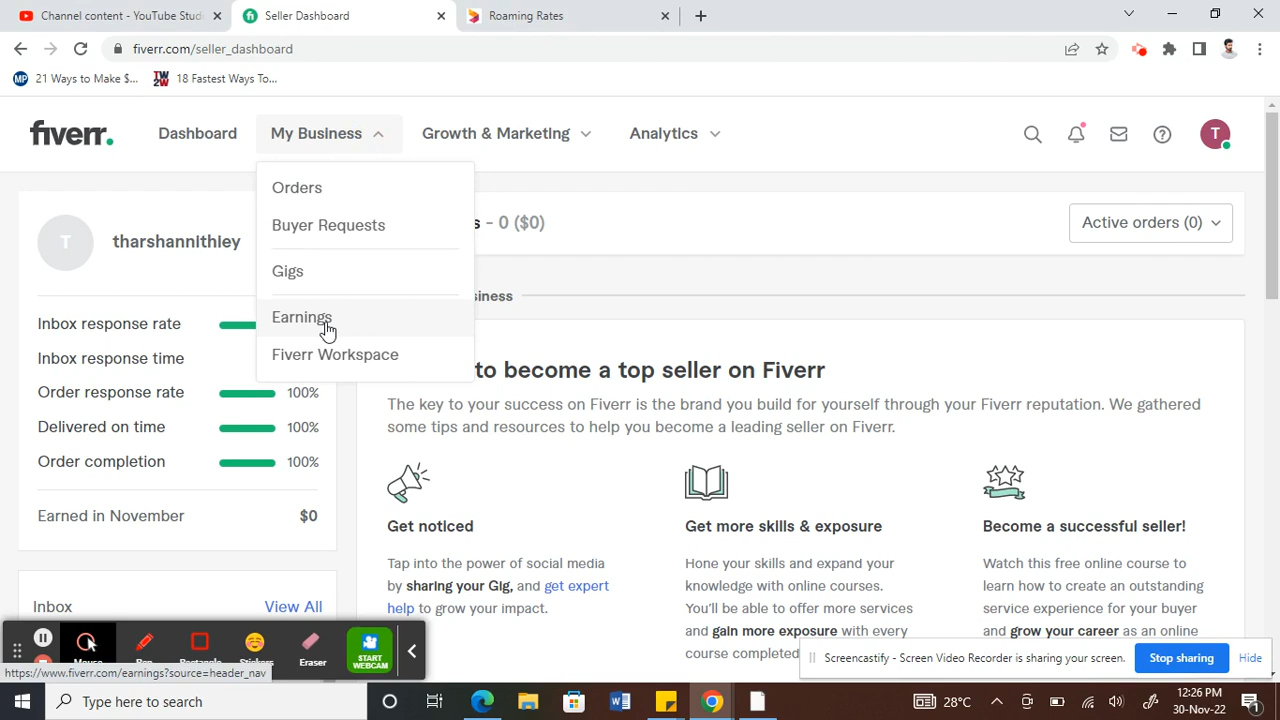 Channel content - YouTube Stud
Seller Dashboard
Roaming Rates
fiverr.com/seller_dashboard
MP 21 Ways to Make $...
TW2W 18 Fastest Ways To...
fiverr.
Dashboard
My Business
Growth & Marketing
Analytics
T
Orders
Buyer Requests
Gigs
Earnings
Fiverr Workspace
T
tharshannithley
Inbox response rate
Inbox response time
Order response rate 100%
Delivered on time 100%
Order completion 100%
Earned in November $0
Inbox View All
s - 0 ($0)
Active orders (0)
siness
to become a top seller on Fiverr
The key to your success on Fiverr is the brand you build for yourself through your Fiverr reputation. We gathered
some tips and resources to help you become a leading seller on Fiverr.
Get noticed
Tap into the power of social media
by sharing your Gig, and get expert
help to grow your impact.
Get more skills & exposure
Hone your skills and expand your
knowledge with online courses.
You'll be able to offer more services
and gain more exposure with every
course completed
Become a successful seller!
Watch this free online course to
learn how to create an outstanding
service experience for your buyer
and grow your career as an online
Mouse
Pen
Rectangle
Stickers
Eraser
START
WEBCAM
Screencastify - Screen Video Recorder is sharing your screen.
Stop sharing
Hide
https://www.fiverr.com/earnings?source=header_nav
Type here to search
28°C
12:26 PM
30-Nov-22
1